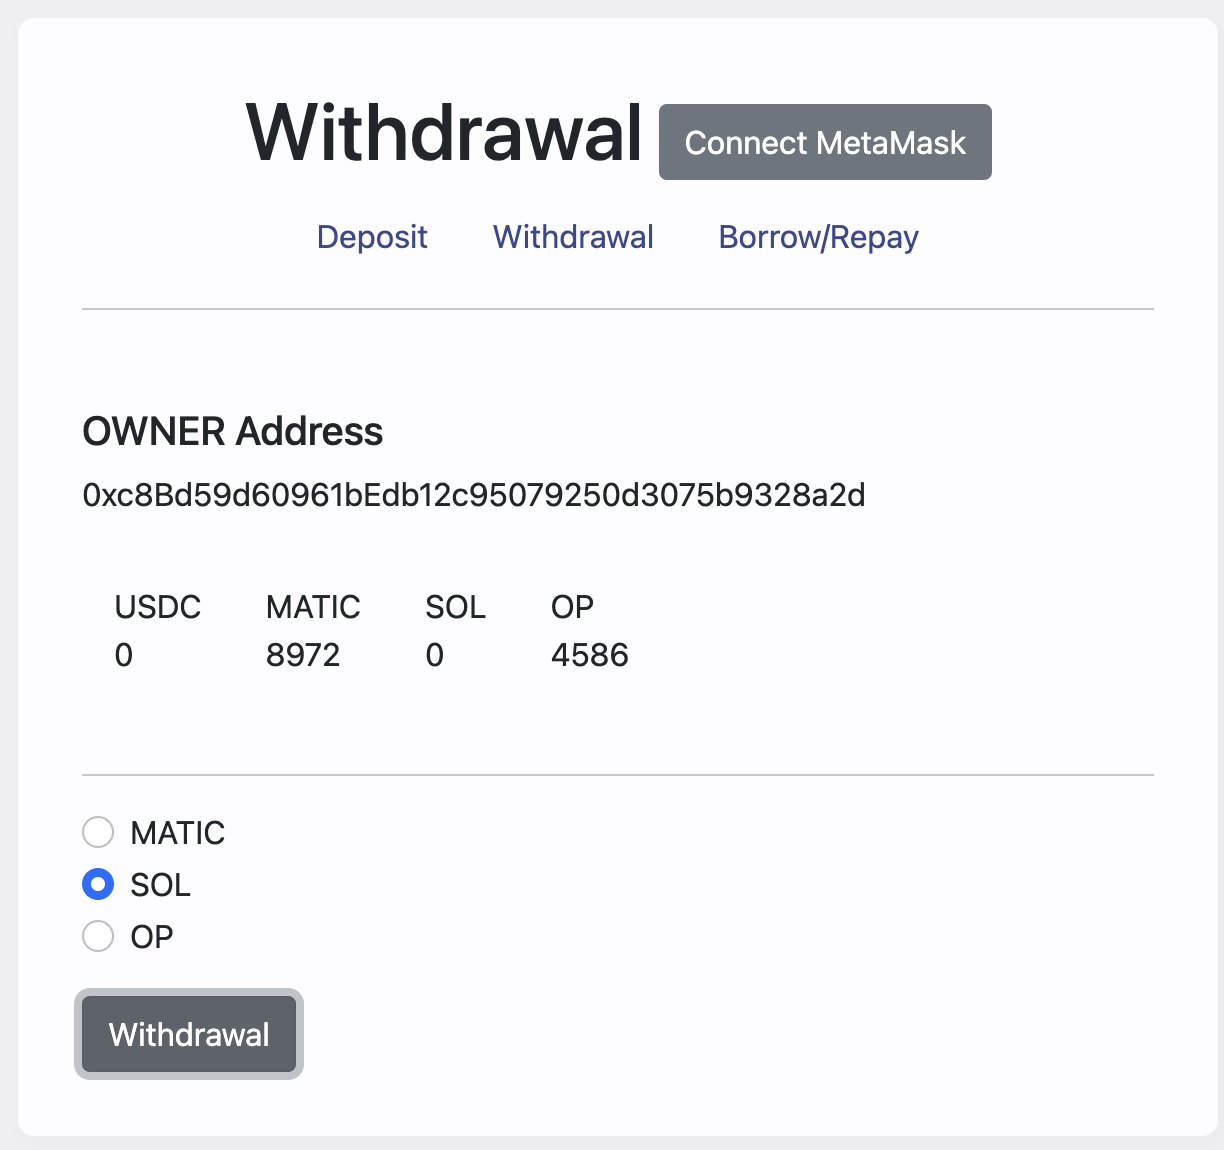 Withdrawal Connect MetaMask
Deposit Withdrawal Borrow/Repay
OWNER Address
0xc8Bd59d60961bEdb12c95079250d3075b9328a2d
USDC MATIC SOL OP
0 8972 0 4586
MATIC
SOL
OP
Withdrawal